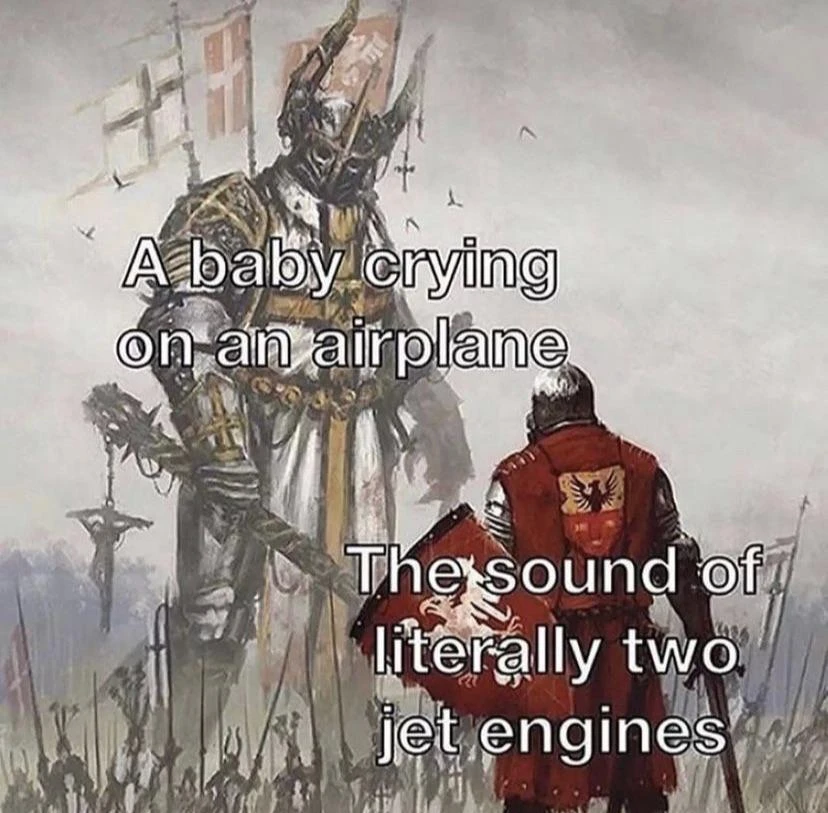 A baby crying
on an airplane
The sound of
literally two
jet engines